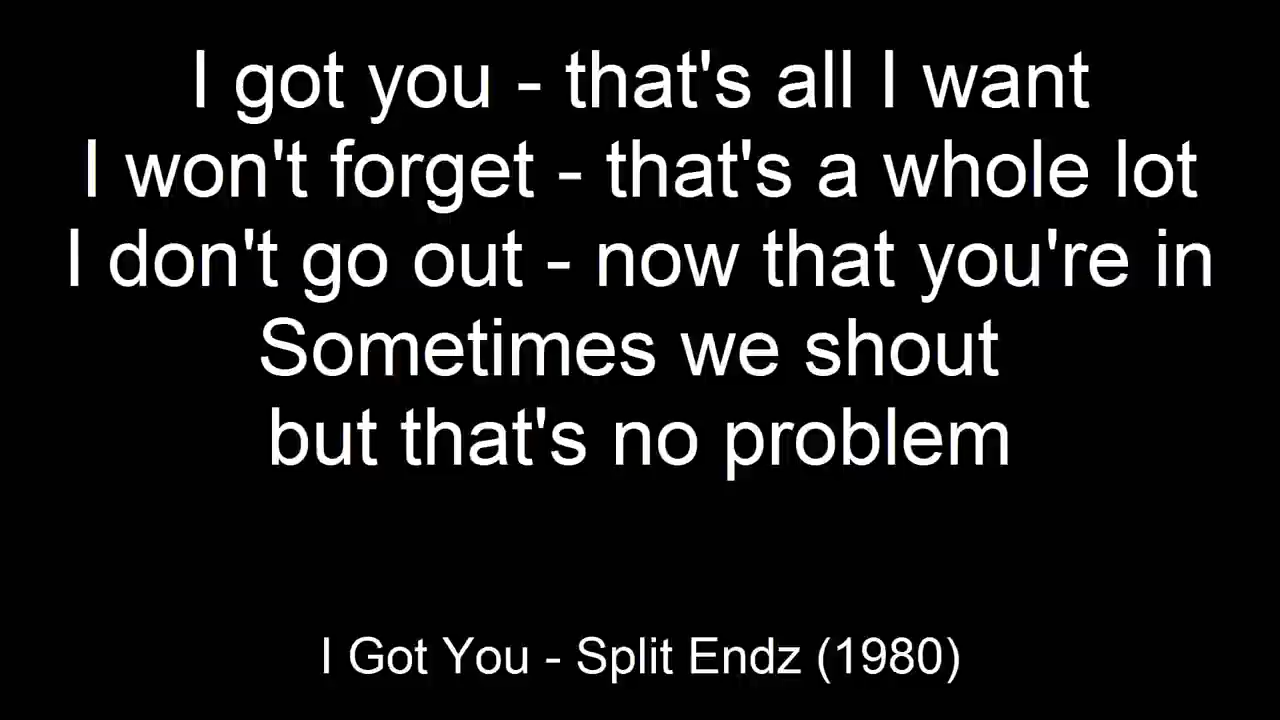 I got you - that's all I want
I won't forget - that's a whole lot
I don't go out - now that you're in
Sometimes we shout
but that's no problem
I Got You - Split Endz (1980)